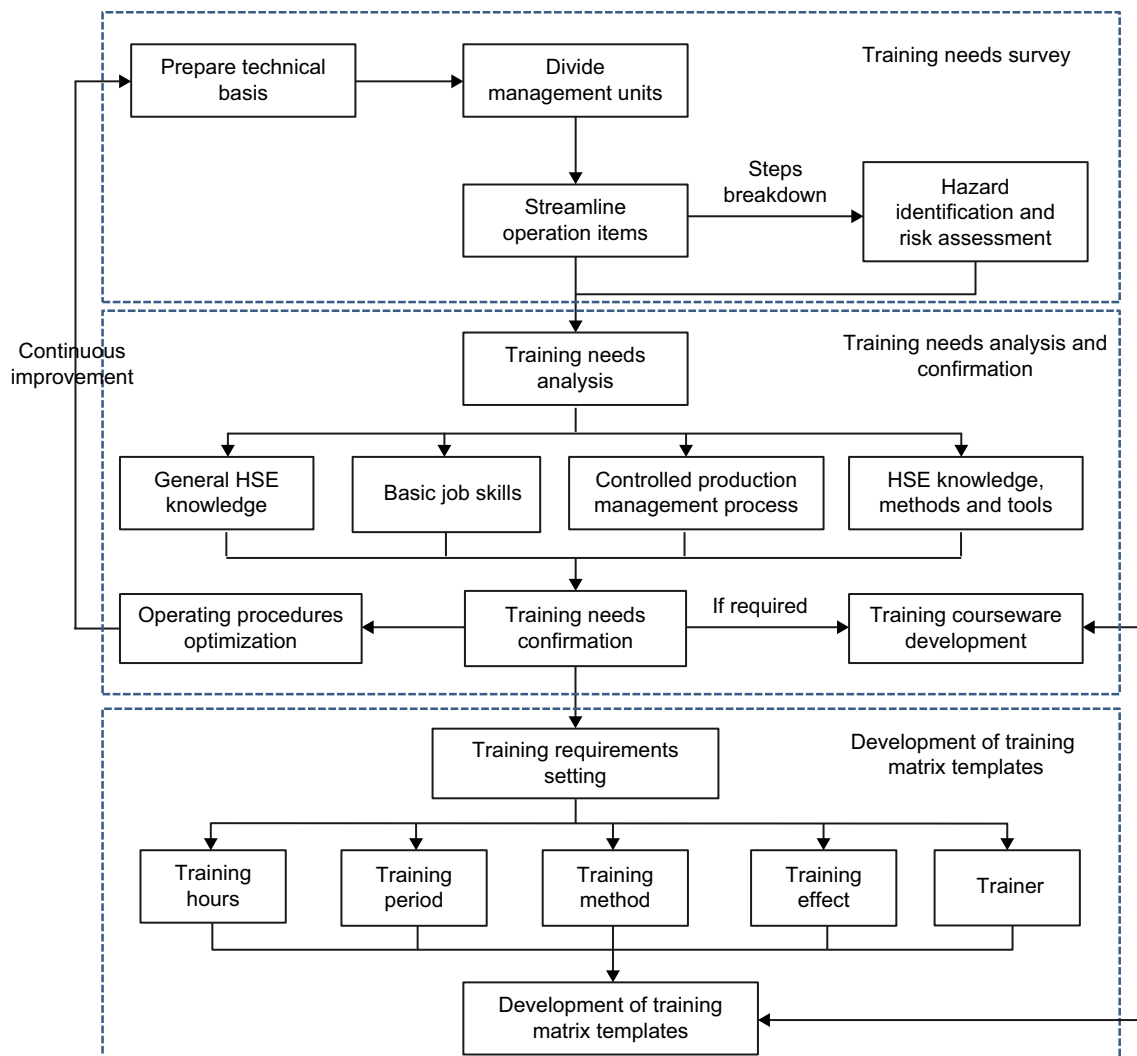 Prepare technical
basis
Divide
management units
Training needs survey
Streamline
operation items
Steps
breakdown
Hazard
identification and
risk assessment
Continuous
improvement
Training needs
analysis
Training needs analysis and
confirmation
General HSE
knowledge
Basic job skills
Controlled production
management process
HSE knowledge,
methods and tools
Operating procedures
optimization
Training needs
confirmation
If required
Training courseware
development
Training requirements
setting
Development of training
matrix templates
Training
hours
Training
period
Training
method
Training
effect
Trainer
Development of training
matrix templates